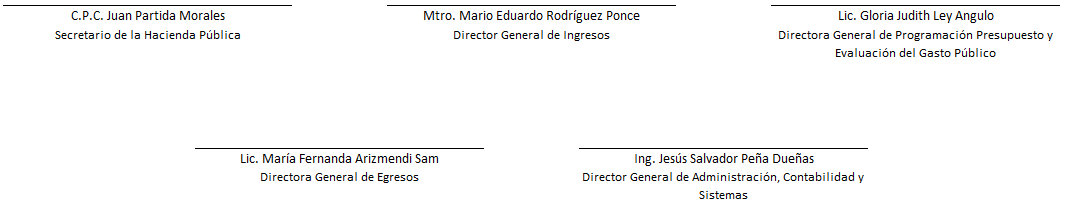 C.P.C. Juan Partida Morales
Secretario de la Hacienda Pública
Mtro. Mario Eduardo Rodríguez Ponce
Director General de Ingresos
Lic. Gloria Judith Ley Angulo
Directora General de Programación Presupuesto y
Evaluación del Gasto Público
Lic. María Fernanda Arizmendi Sam
Directora General de Egresos
Ing. Jesús Salvador Peña Dueñas
Director General de Administración, Contabilidad y
Sistemas